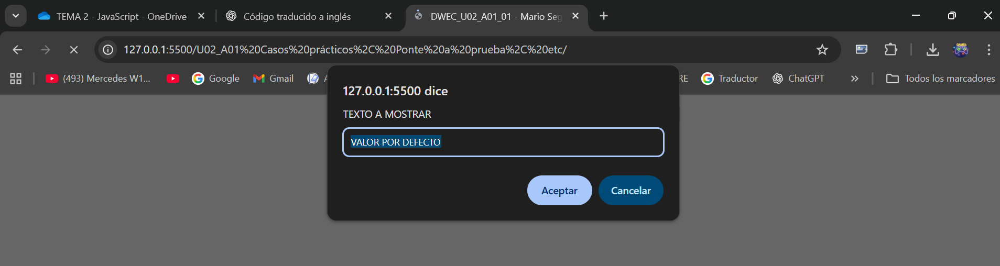 TEMA 2 - JavaScript - OneDrive
Código traducido a inglés
DWEC_U02_A01_01 - Mario Seg
127.0.0.1:5500/U02_A01%20Casos%20prácticos%2C%20Ponte%20a%20prueba%2C%20etc/
GAMES
(493) Mercedes W1...
Google
Gmail
A
RE
Traductor
ChatGPT
Todos los marcadores
127.0.0.1:5500 dice
TEXTO A MOSTRAR
VALOR POR DEFECTO
Aceptar
Cancelar